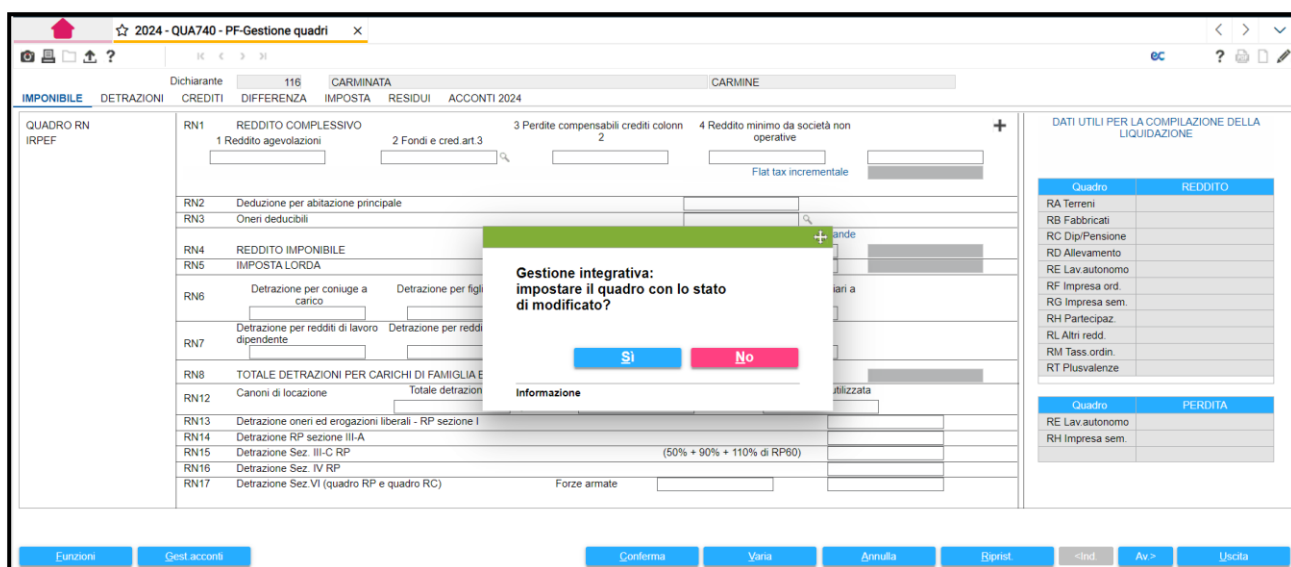 2024 - QUA740 - PF-Gestione quadri ×
? ec ?
Dichiarante 116 CARMINATA CARMINE
IMPONIBILE DETRAZIONI CREDITI DIFFERENZA IMPOSTA RESIDUI ACCONTI 2024
QUADRO RN
IRPEF
RN1 REDDITO COMPLESSIVO
1 Reddito agevolazioni
2 Fondi e cred.art.3
3 Perdite compensabili crediti colonn
2
4 Reddito minimo da società non
operative
Flat tax incrementale
RN2 Deduzione per abitazione principale
RN3 Oneri deducibili
ande
RN4 REDDITO IMPONIBILE
RN5 IMPOSTA LORDA
RN6 Detrazione per coniuge a
carico
Detrazione per figli
iari a
RN7 Detrazione per redditi di lavoro
dipendente
Detrazione per reddi
RN8 TOTALE DETRAZIONI PER CARICHI DI FAMIGLIA E
RN12 Canoni di locazione Totale detrazion utilizzata
RN13 Detrazione oneri ed erogazioni liberali - RP sezione I
RN14 Detrazione RP sezione III-A
RN15 Detrazione Sez. III-C RP (50% + 90% + 110% di RP60)
RN16 Detrazione Sez. IV RP
RN17 Detrazione Sez.VI (quadro RP e quadro RC) Forze armate
Gestione integrativa:
impostare il quadro con lo stato
di modificato?
Sì No
Informazione
DATI UTILI PER LA COMPILAZIONE DELLA
LIQUIDAZIONE
Quadro REDDITO
RA Terreni
RB Fabbricati
RC Dip/Pensione
RD Allevamento
RE Lav.autonomo
RF Impresa ord.
RG Impresa sem.
RH Partecipaz.
RL Altri redd.
RM Tass.ordin.
RT Plusvalenze
Quadro PERDITA
RE Lav.autonomo
RH Impresa sem.
Funzioni Gest.acconti Conferma Varia Annulla Riprist. <Ind. Av.> Uscita